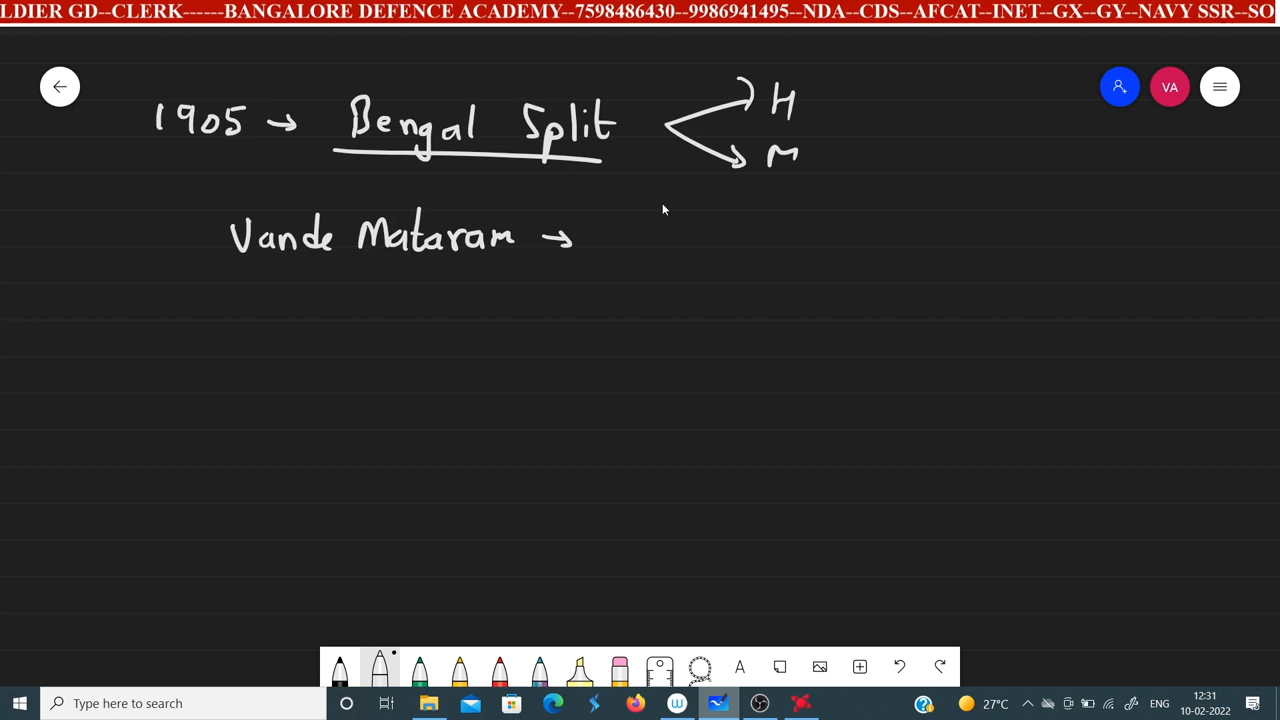 LDIER GD--CLERK------BANGALORE DEFENCE ACADEMY--7598486430--9986941495--NDA--CDS--AFCAT--INET--GX--GY--NAVY SSR--SO
VA
1905 → Bengal Split H
M
Vande Mataram →
A
Type here to search
27°C ENG 12:31
10-02-2022